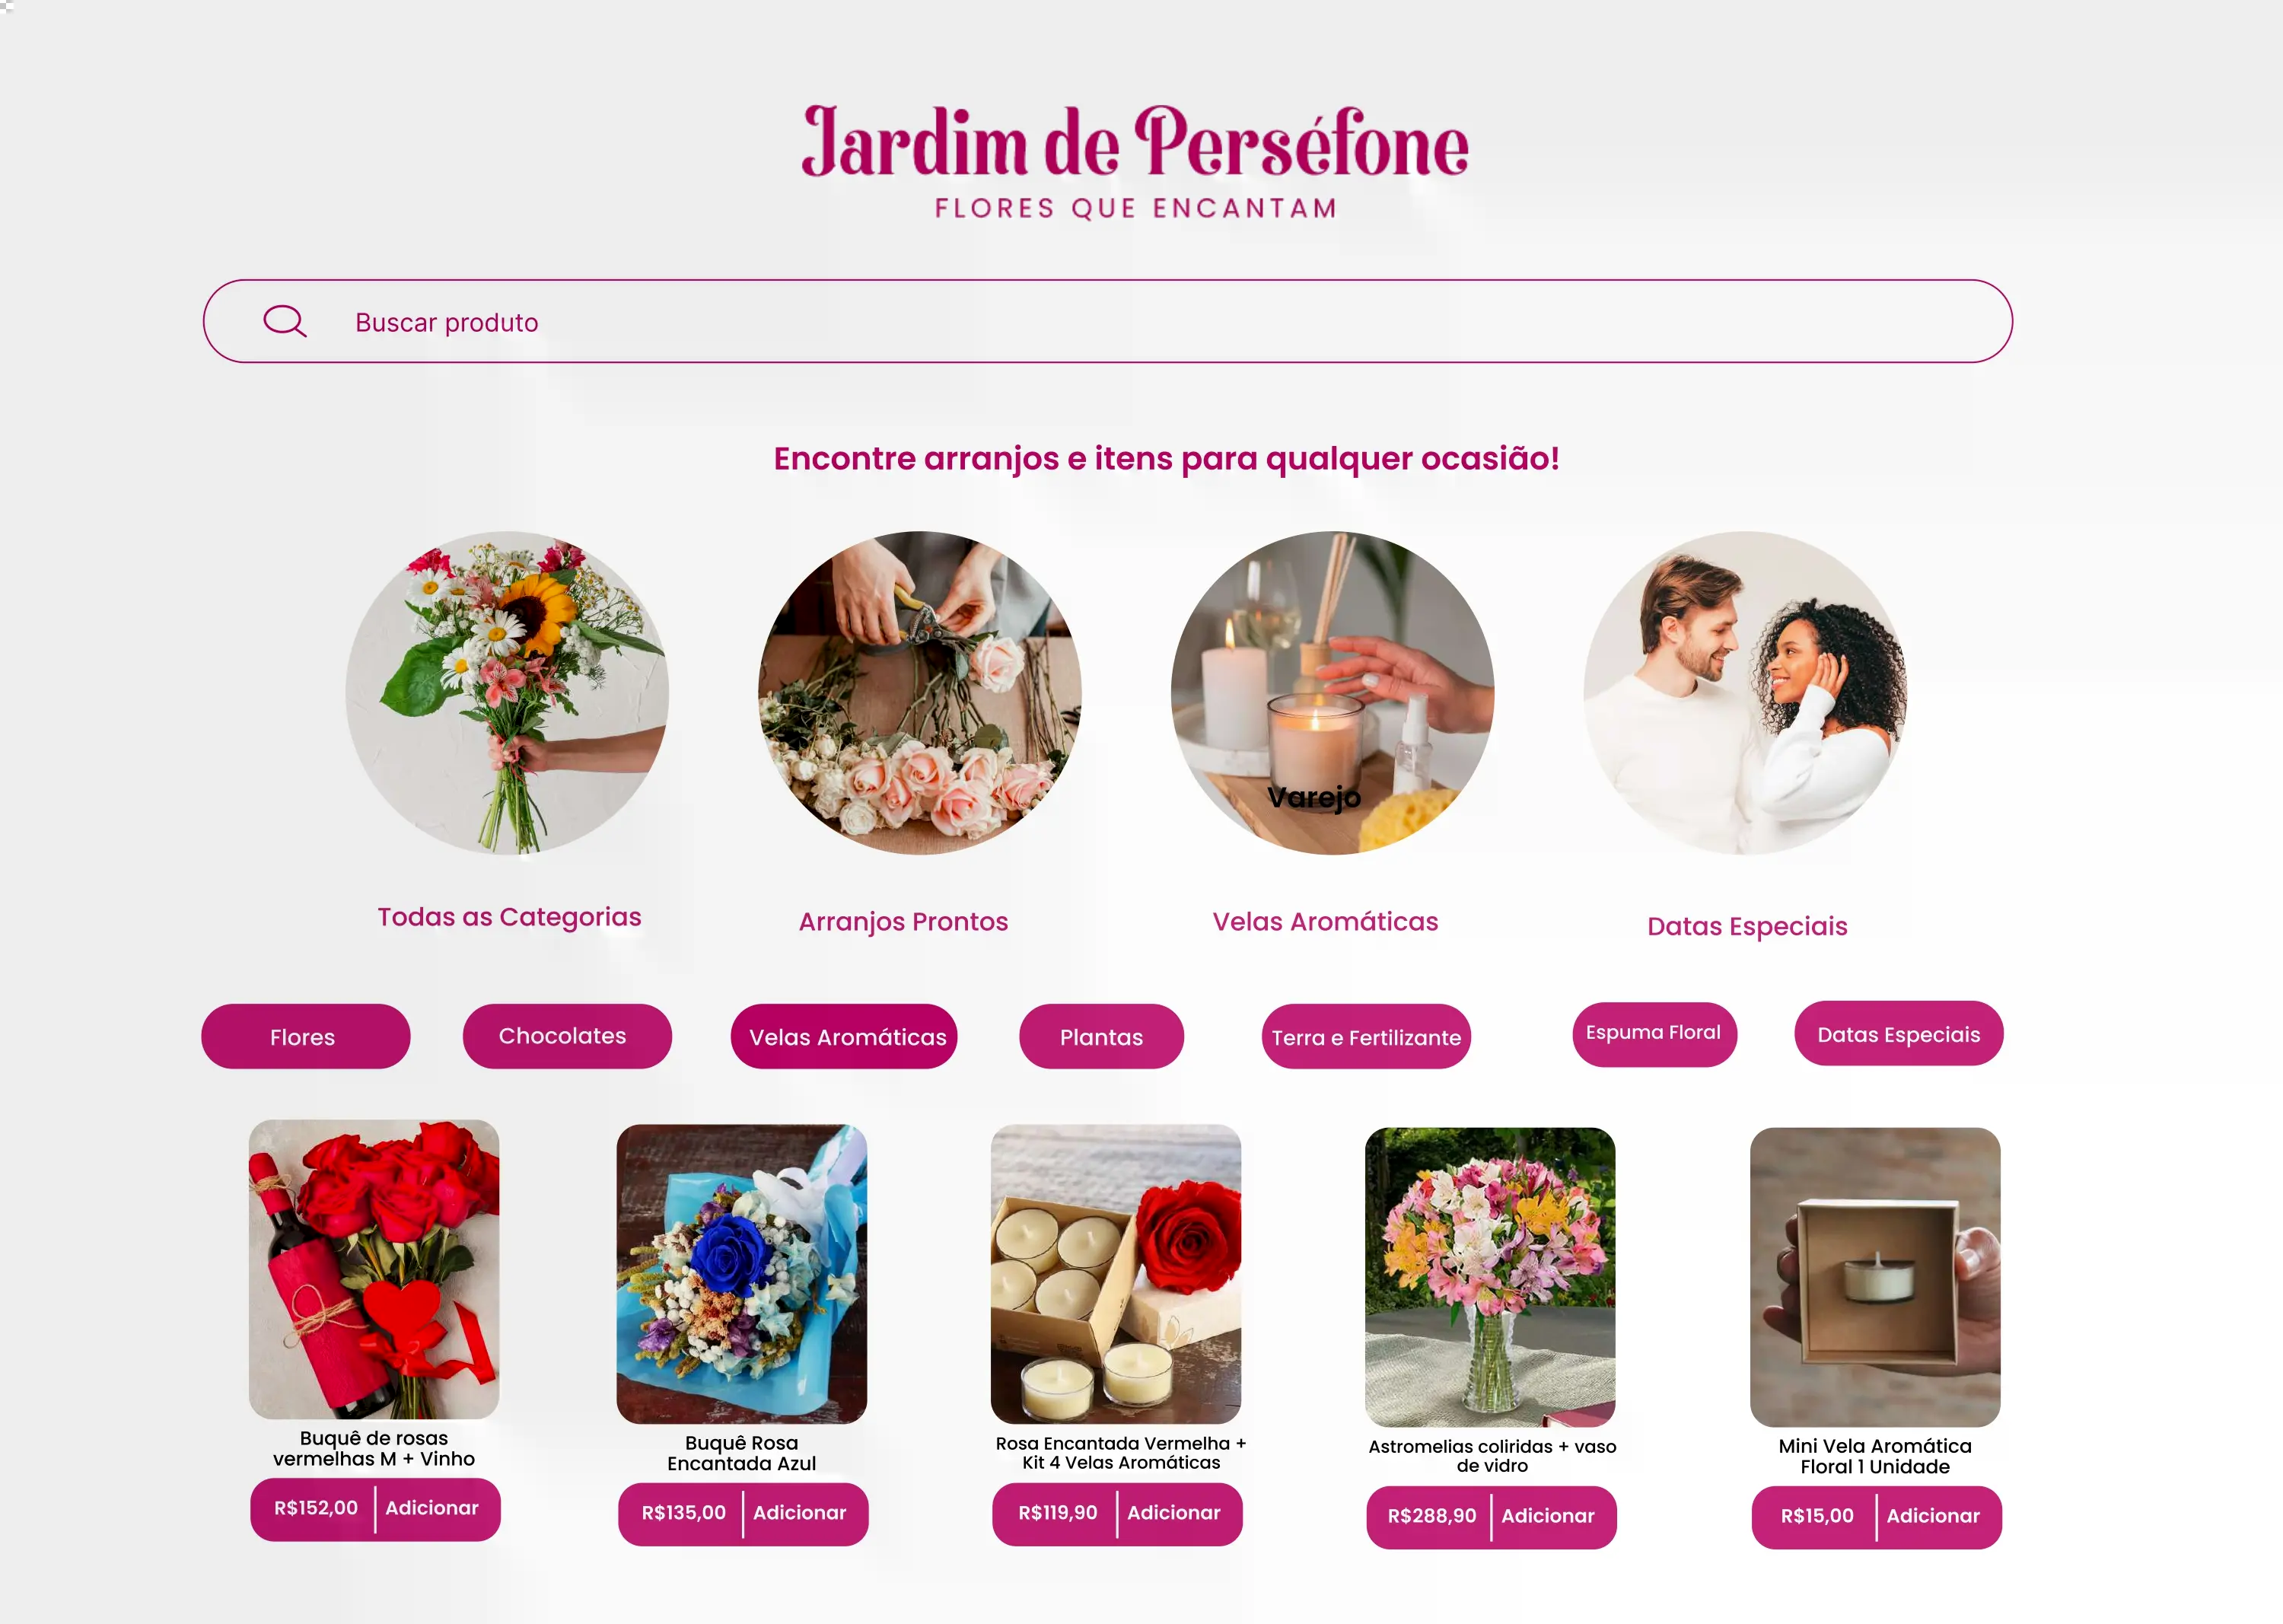 Jardim de Perséfone
FLORES QUE ENCANTAM
Buscar produto
Encontre arranjos e itens para qualquer ocasião!
Varejo
Todas as Categorias
Arranjos Prontos
Velas Aromáticas
Datas Especiais
Flores
Chocolates
Velas Aromáticas
Plantas
Terra e Fertilizante
Espuma Floral
Datas Especiais
Buquê de rosas
vermelhas M + Vinho
R$152,00 Adicionar
Buquê Rosa
Encantada Azul
R$135,00 Adicionar
Rosa Encantada Vermelha +
Kit 4 Velas Aromáticas
R$119,90 Adicionar
Astromelias coliridas + vaso
de vidro
R$288,90 Adicionar
Mini Vela Aromática
Floral 1 Unidade
R$15,00 Adicionar